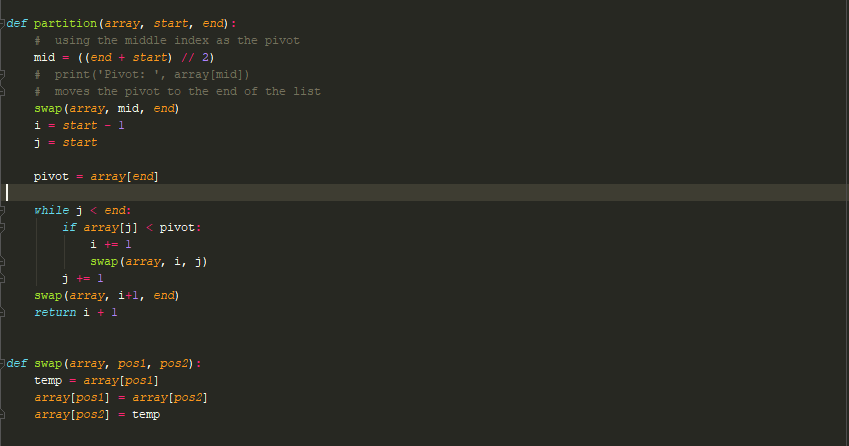 def partition(array, start, end):
    #  using the middle index as the pivot
    mid = ((end + start) // 2)
    #  print('Pivot: ', array[mid])
    #  moves the pivot to the end of the list
    swap(array, mid, end)
    i = start - 1
    j = start
    pivot = array[end]
    while j < end:
        if array[j] < pivot:
            i += 1
            swap(array, i, j)
        j += 1
    swap(array, i+1, end)
    return i + 1
def swap(array, pos1, pos2):
    temp = array[pos1]
    array[pos1] = array[pos2]
    array[pos2] = temp